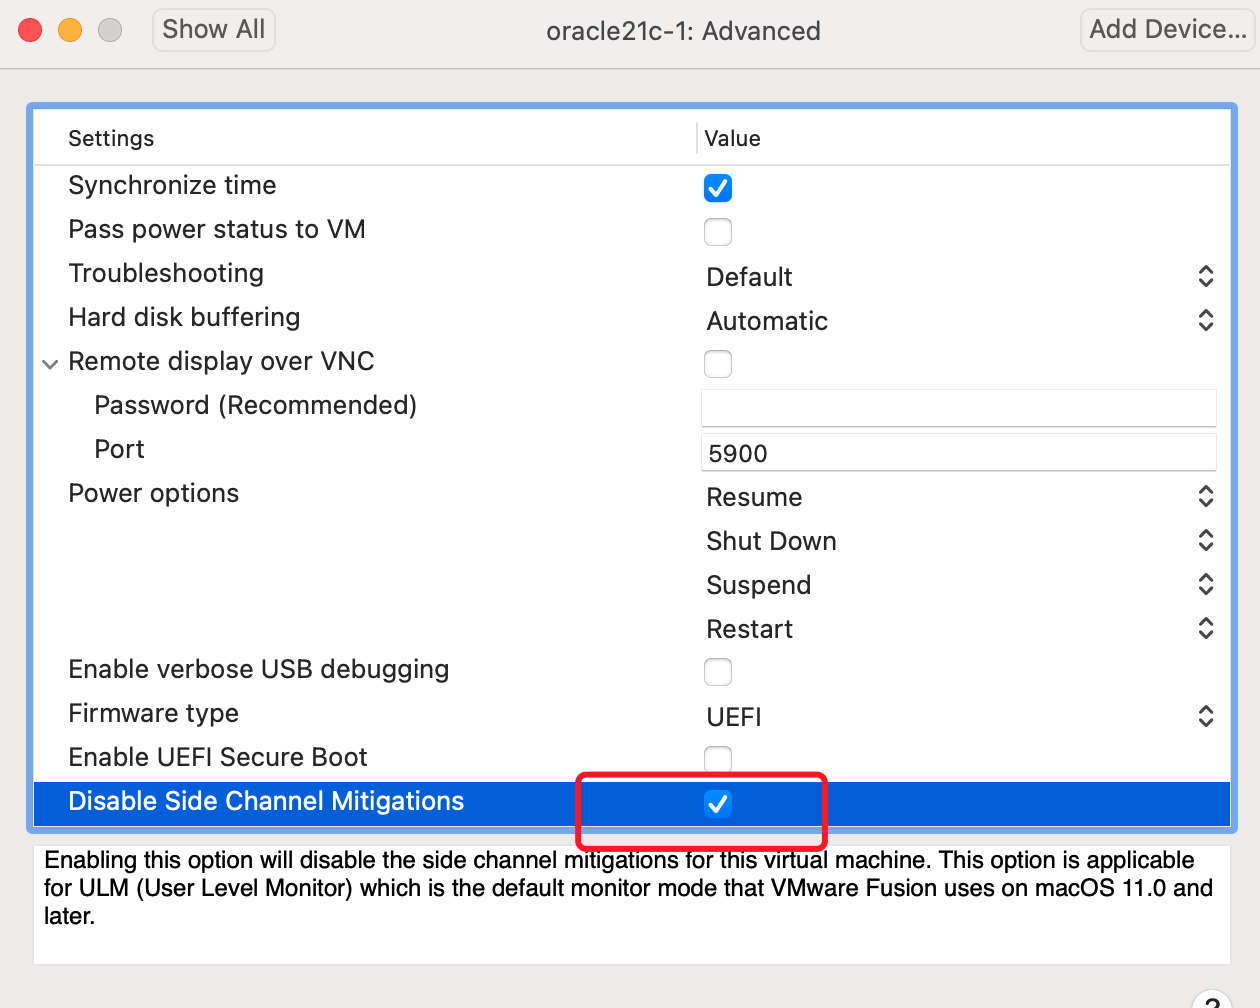 Show All
oracle21c-1: Advanced
Add Device...
Settings
Value
Synchronize time
Pass power status to VM
Troubleshooting
Default
Hard disk buffering
Automatic
Remote display over VNC
Password (Recommended)
Port
5900
Power options
Resume
Shut Down
Suspend
Restart
Enable verbose USB debugging
Firmware type
UEFI
Enable UEFI Secure Boot
Disable Side Channel Mitigations
Enabling this option will disable the side channel mitigations for this virtual machine. This option is applicable
for ULM (User Level Monitor) which is the default monitor mode that VMware Fusion uses on macOS 11.0 and
later.
?